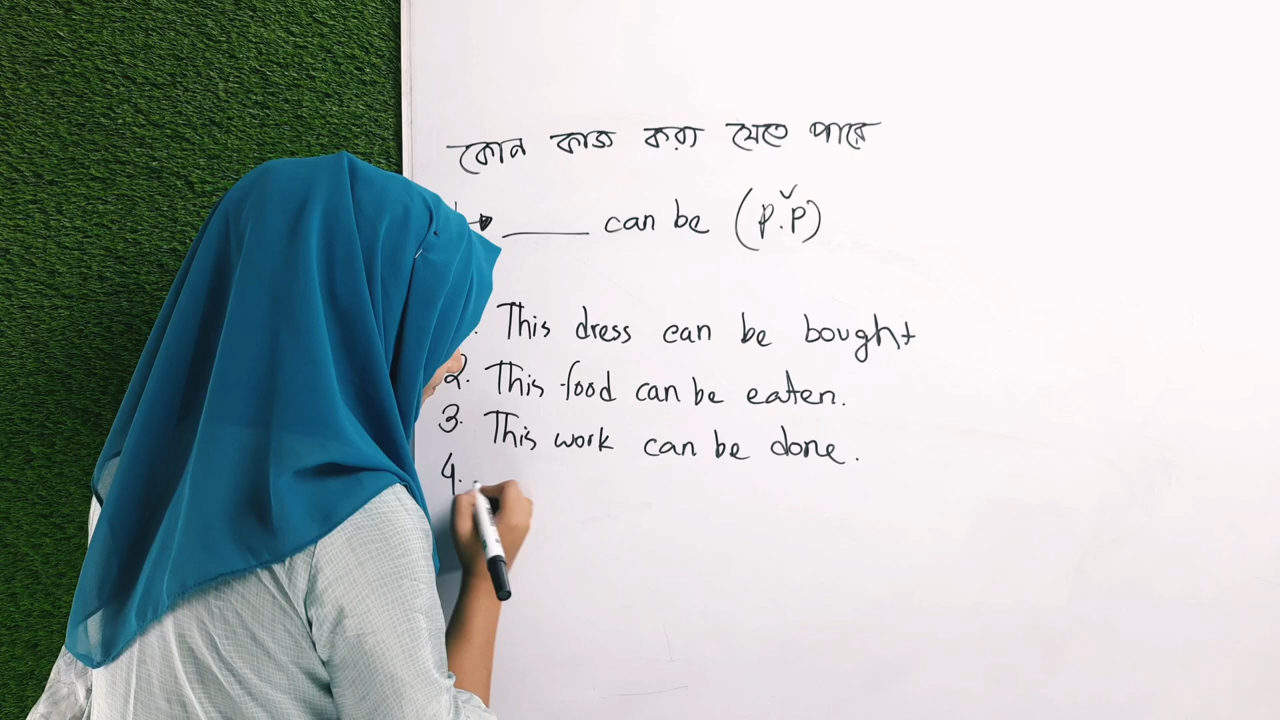 কোন কাজ করা যেতে পারে
→ ____ can be (p.p)
. This dress can be bought
2. This food can be eaten.
3. This work can be done.
4.